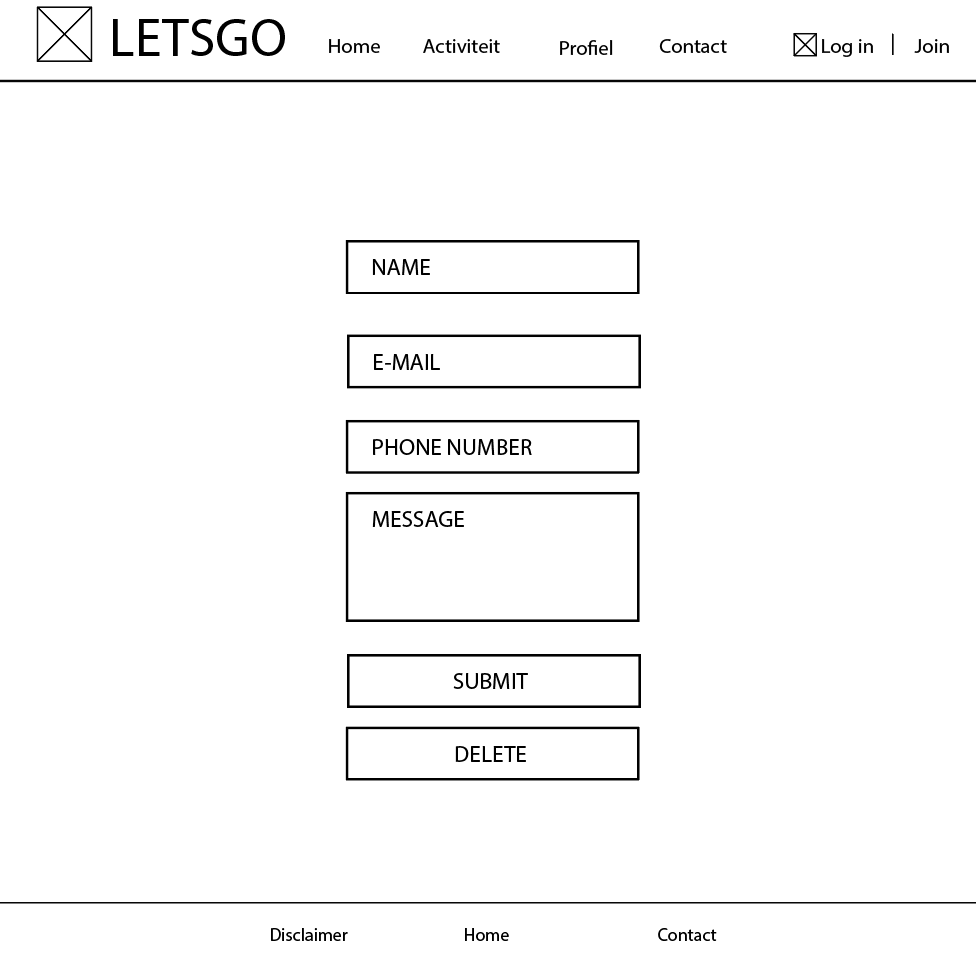 LETSGO Home Activiteit Profiel Contact Log in | Join
NAME
E-MAIL
PHONE NUMBER
MESSAGE
SUBMIT
DELETE
Disclaimer Home Contact